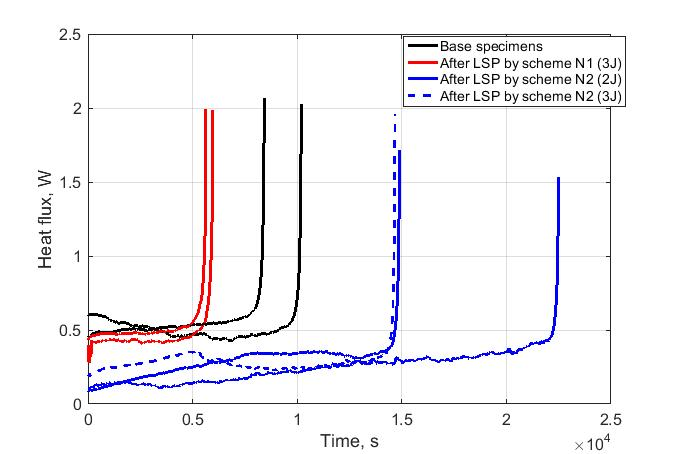 Base specimens
After LSP by scheme N1 (3J)
After LSP by scheme N2 (2J)
After LSP by scheme N2 (3J)
2.5
2
1.5
1
0.5
0
Heat flux, W
0 0.5 1 1.5 2 2.5
Time, s
×10⁴